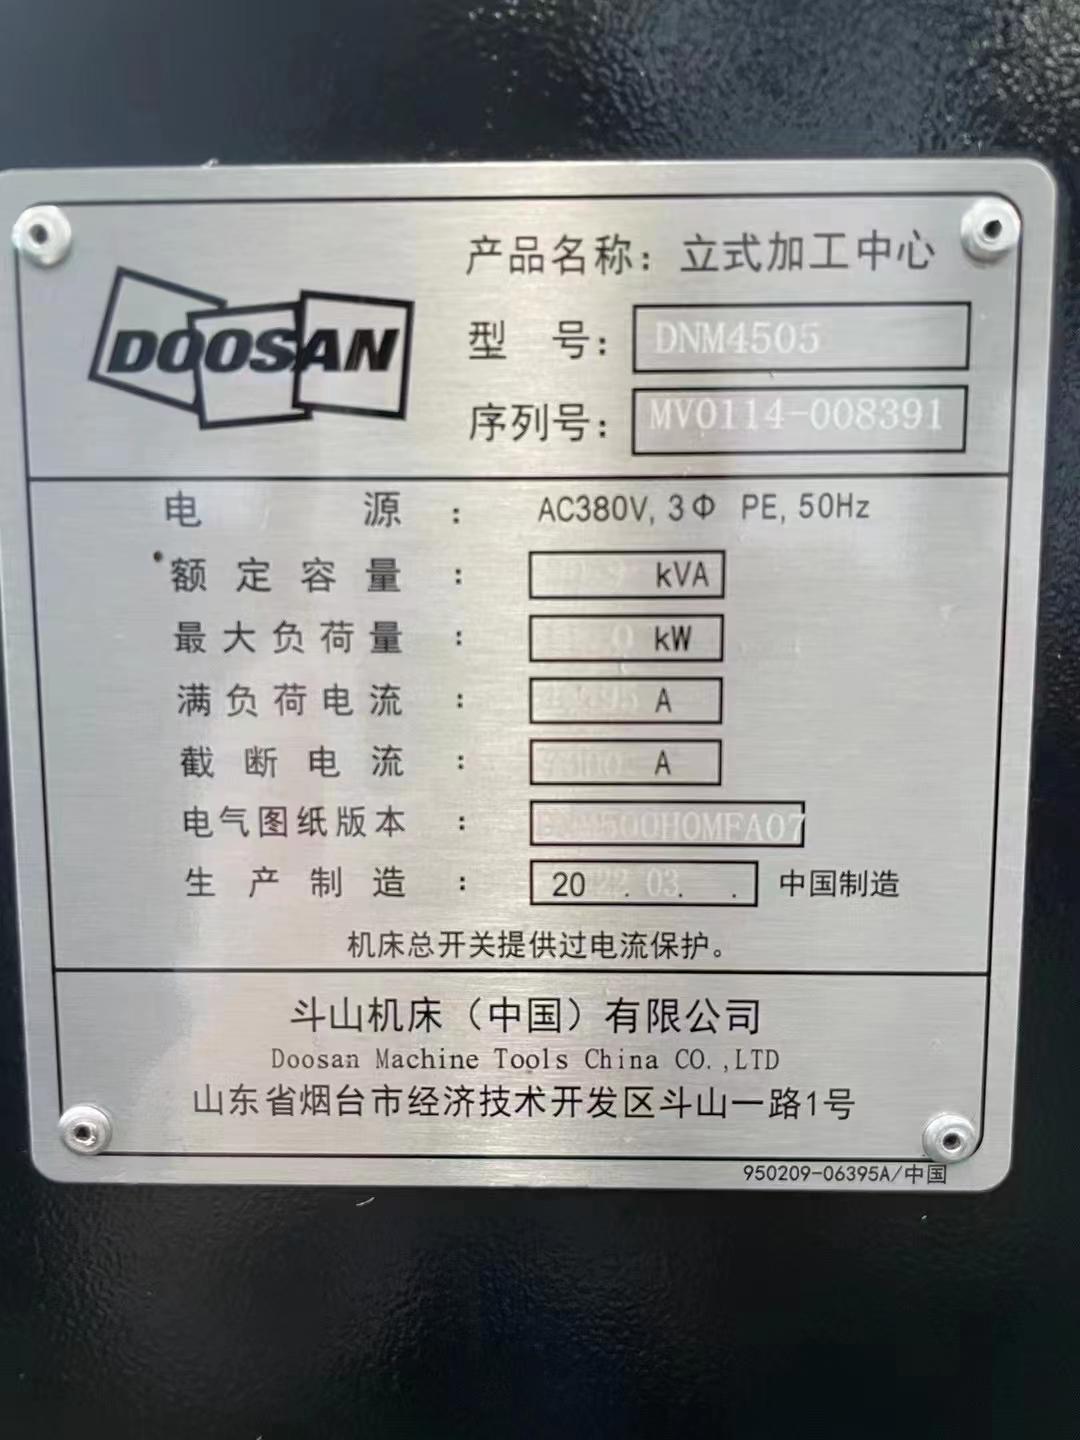 DOOSAN
产品名称：立式加工中心
型 号：DNM4505
序列号：MV0114-008391
电 源：AC380V, 3Φ PE, 50Hz
额定容量：kVA
最大负荷量：kW
满负荷电流：A
截断电流：A
电气图纸版本：
生产制造：2022.03. . 中国制造
机床总开关提供过电流保护。
斗山机床（中国）有限公司
Doosan Machine Tools China CO.,LTD
山东省烟台市经济技术开发区斗山一路1号
950209-06395A/中国